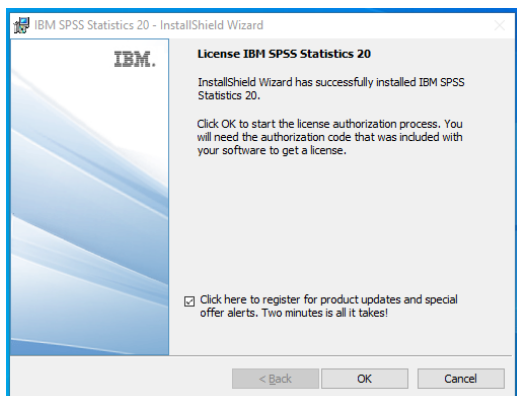 IBM SPSS Statistics 20 - InstallShield Wizard
IBM.
License IBM SPSS Statistics 20
InstallShield Wizard has successfully installed IBM SPSS
Statistics 20.
Click OK to start the license authorization process. You
will need the authorization code that was included with
your software to get a license.
Click here to register for product updates and special
offer alerts. Two minutes is all it takes!
< Back
OK
Cancel